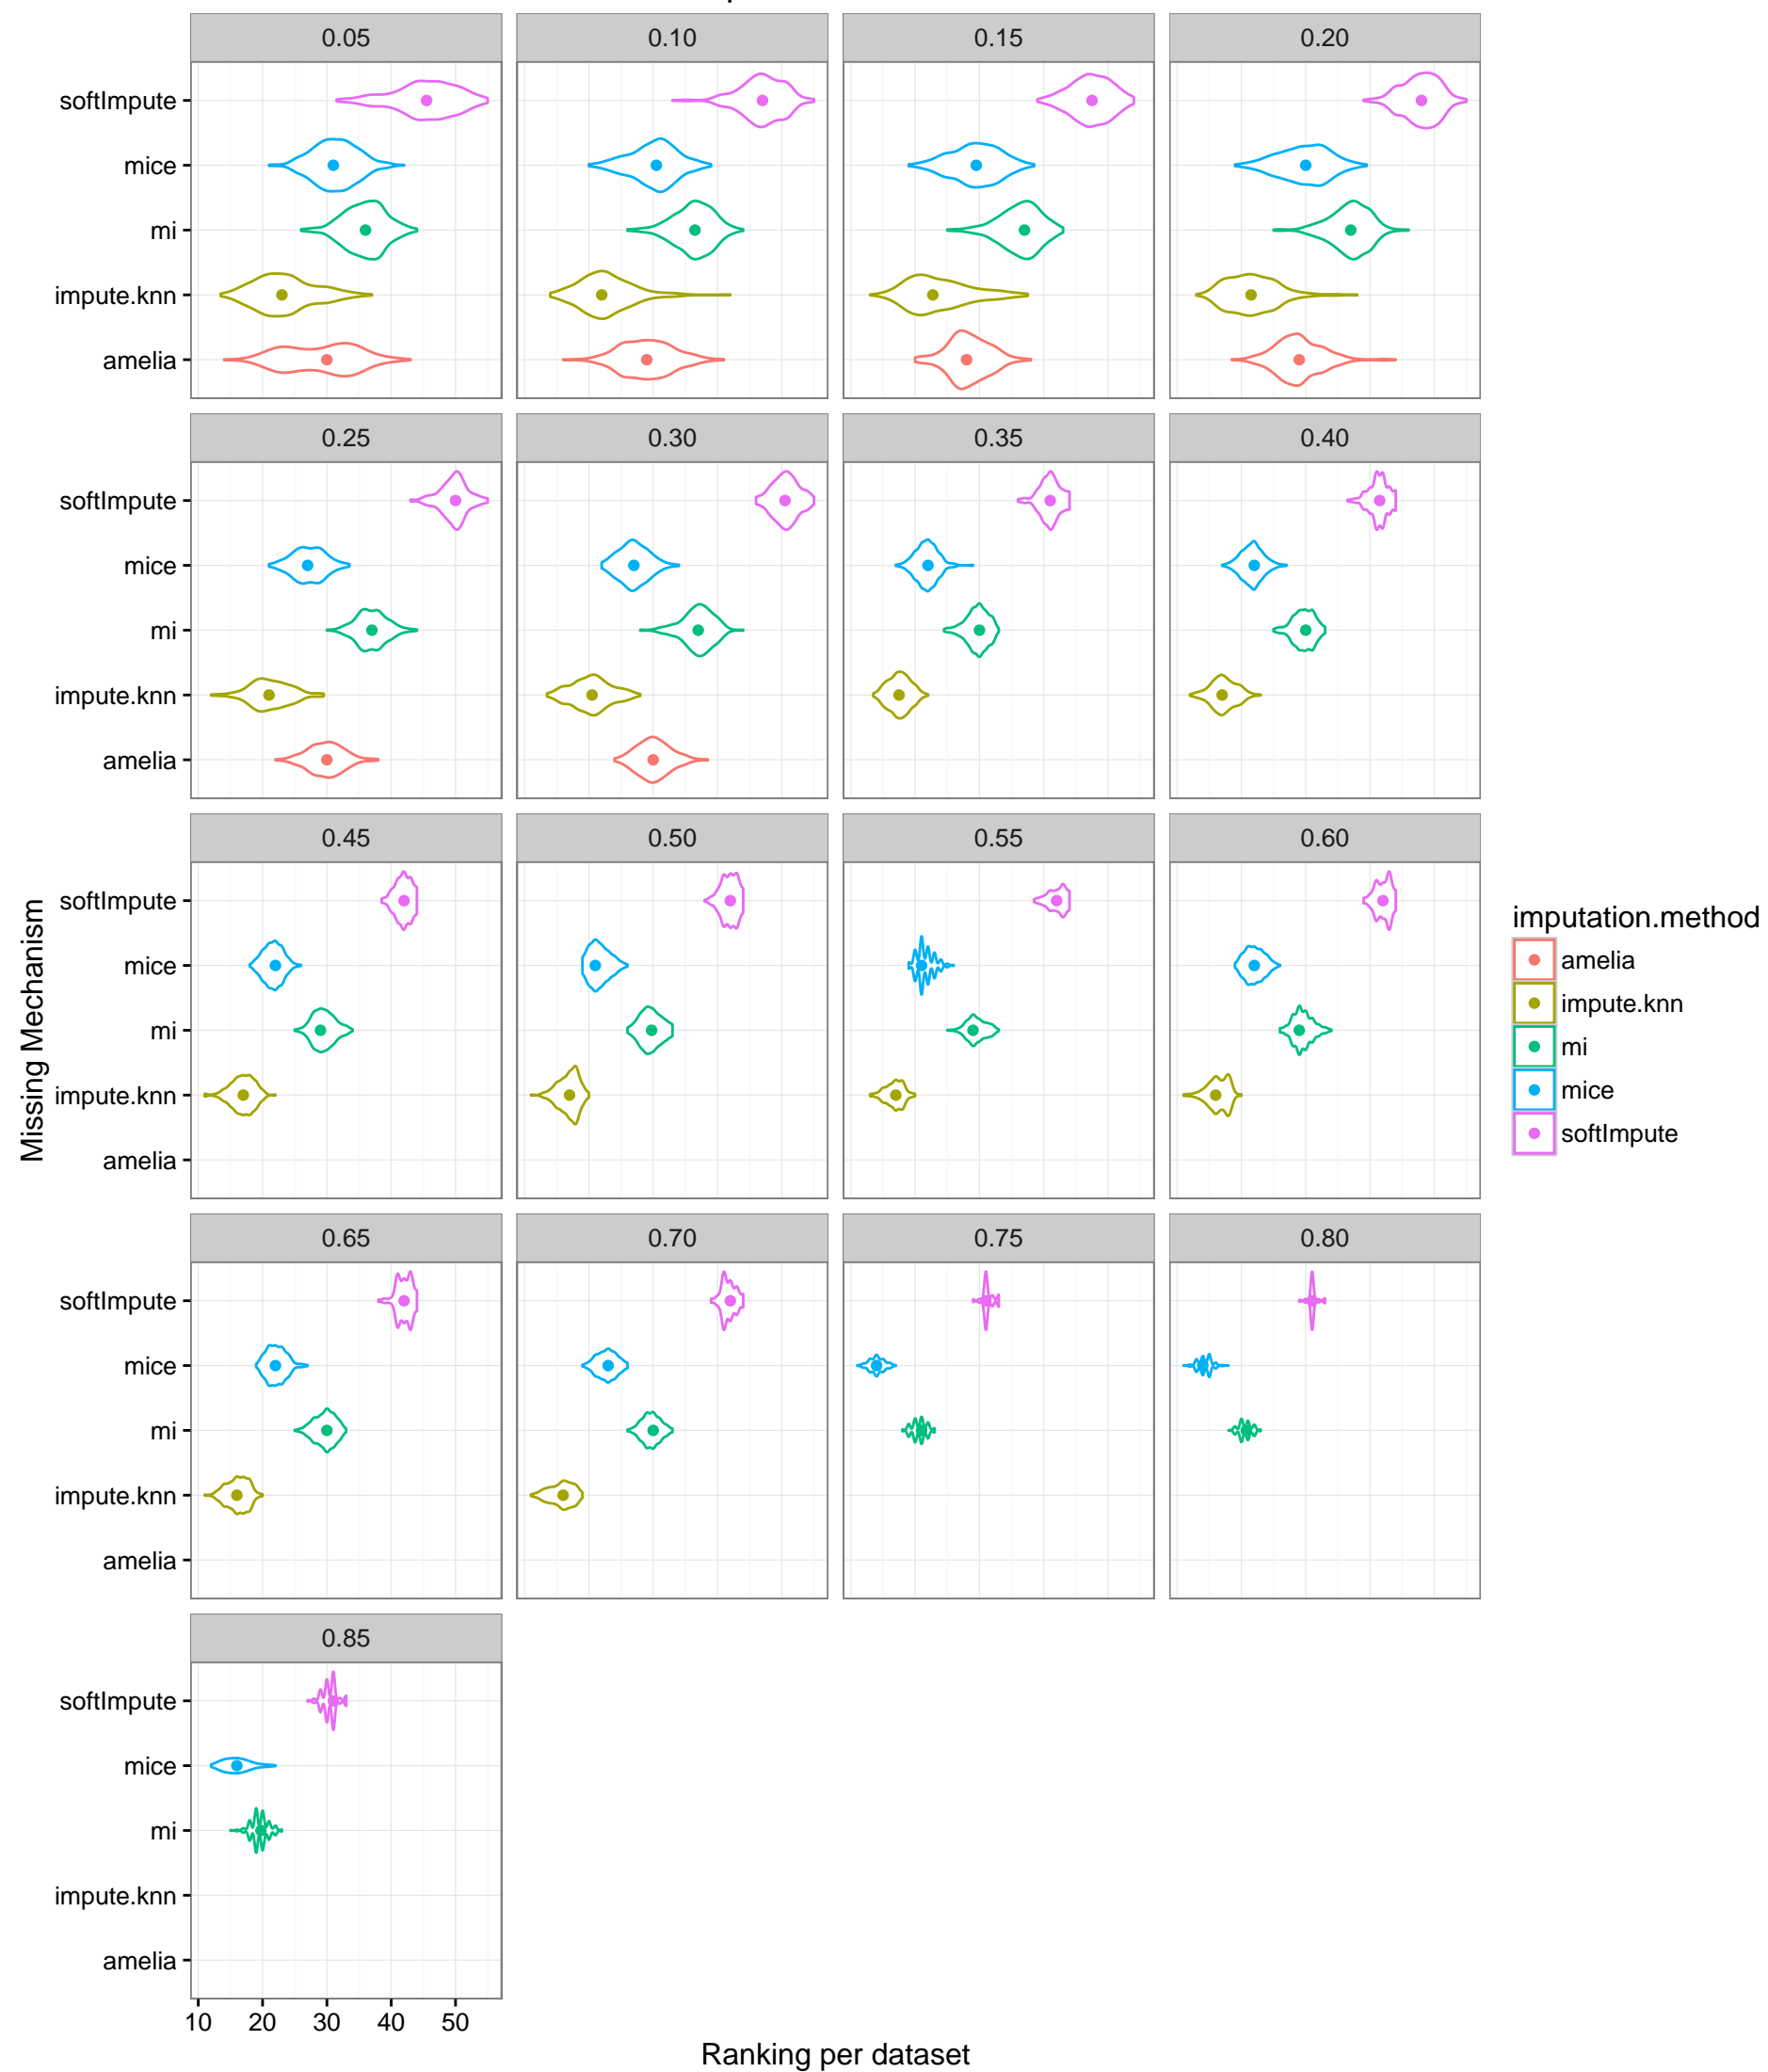 0.05 0.10 0.15 0.20
softImpute
mice
mi
impute.knn
amelia
0.25 0.30 0.35 0.40
softImpute
mice
mi
impute.knn
amelia
0.45 0.50 0.55 0.60
softImpute
mice
mi
impute.knn
amelia
Missing Mechanism
imputation.method
amelia
impute.knn
mi
mice
softImpute
0.65 0.70 0.75 0.80
softImpute
mice
mi
impute.knn
amelia
0.85
softImpute
mice
mi
impute.knn
amelia
10 20 30 40 50
Ranking per dataset